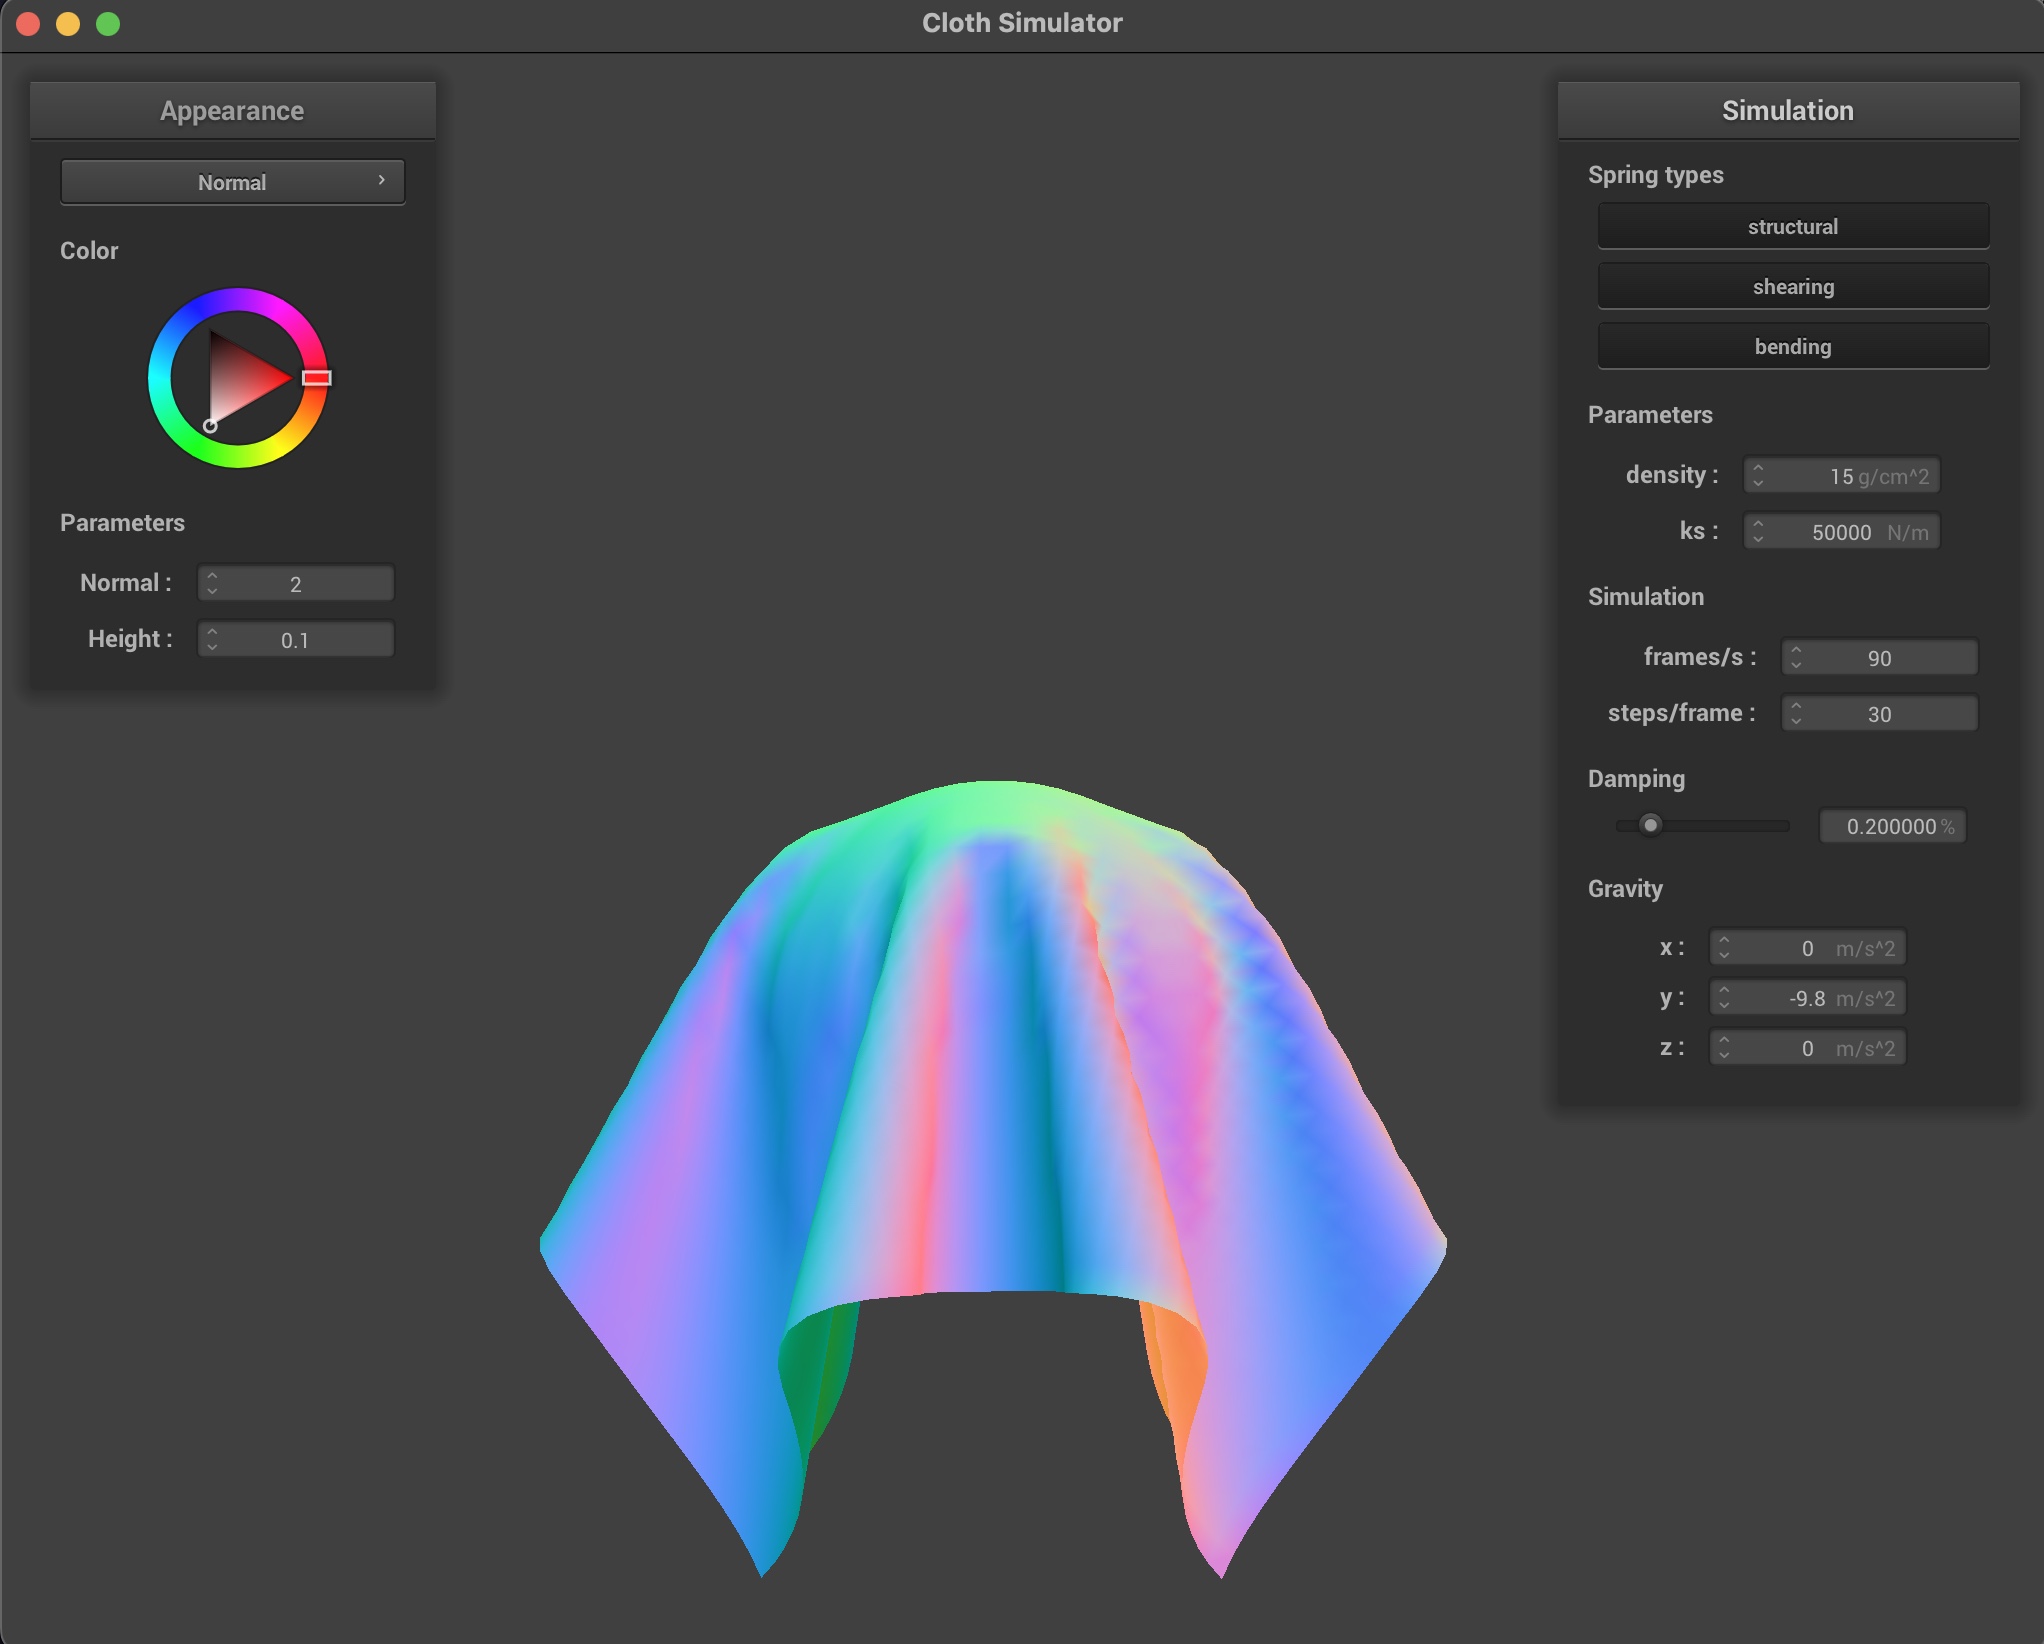 Cloth Simulator
Appearance
Normal
Color
Parameters
Normal : 2
Height : 0.1
Simulation
Spring types
structural
shearing
bending
Parameters
density : 15 g/cm^2
ks : 50000 N/m
Simulation
frames/s : 90
steps/frame : 30
Damping
0.200000 %
Gravity
x : 0 m/s^2
y : -9.8 m/s^2
z : 0 m/s^2